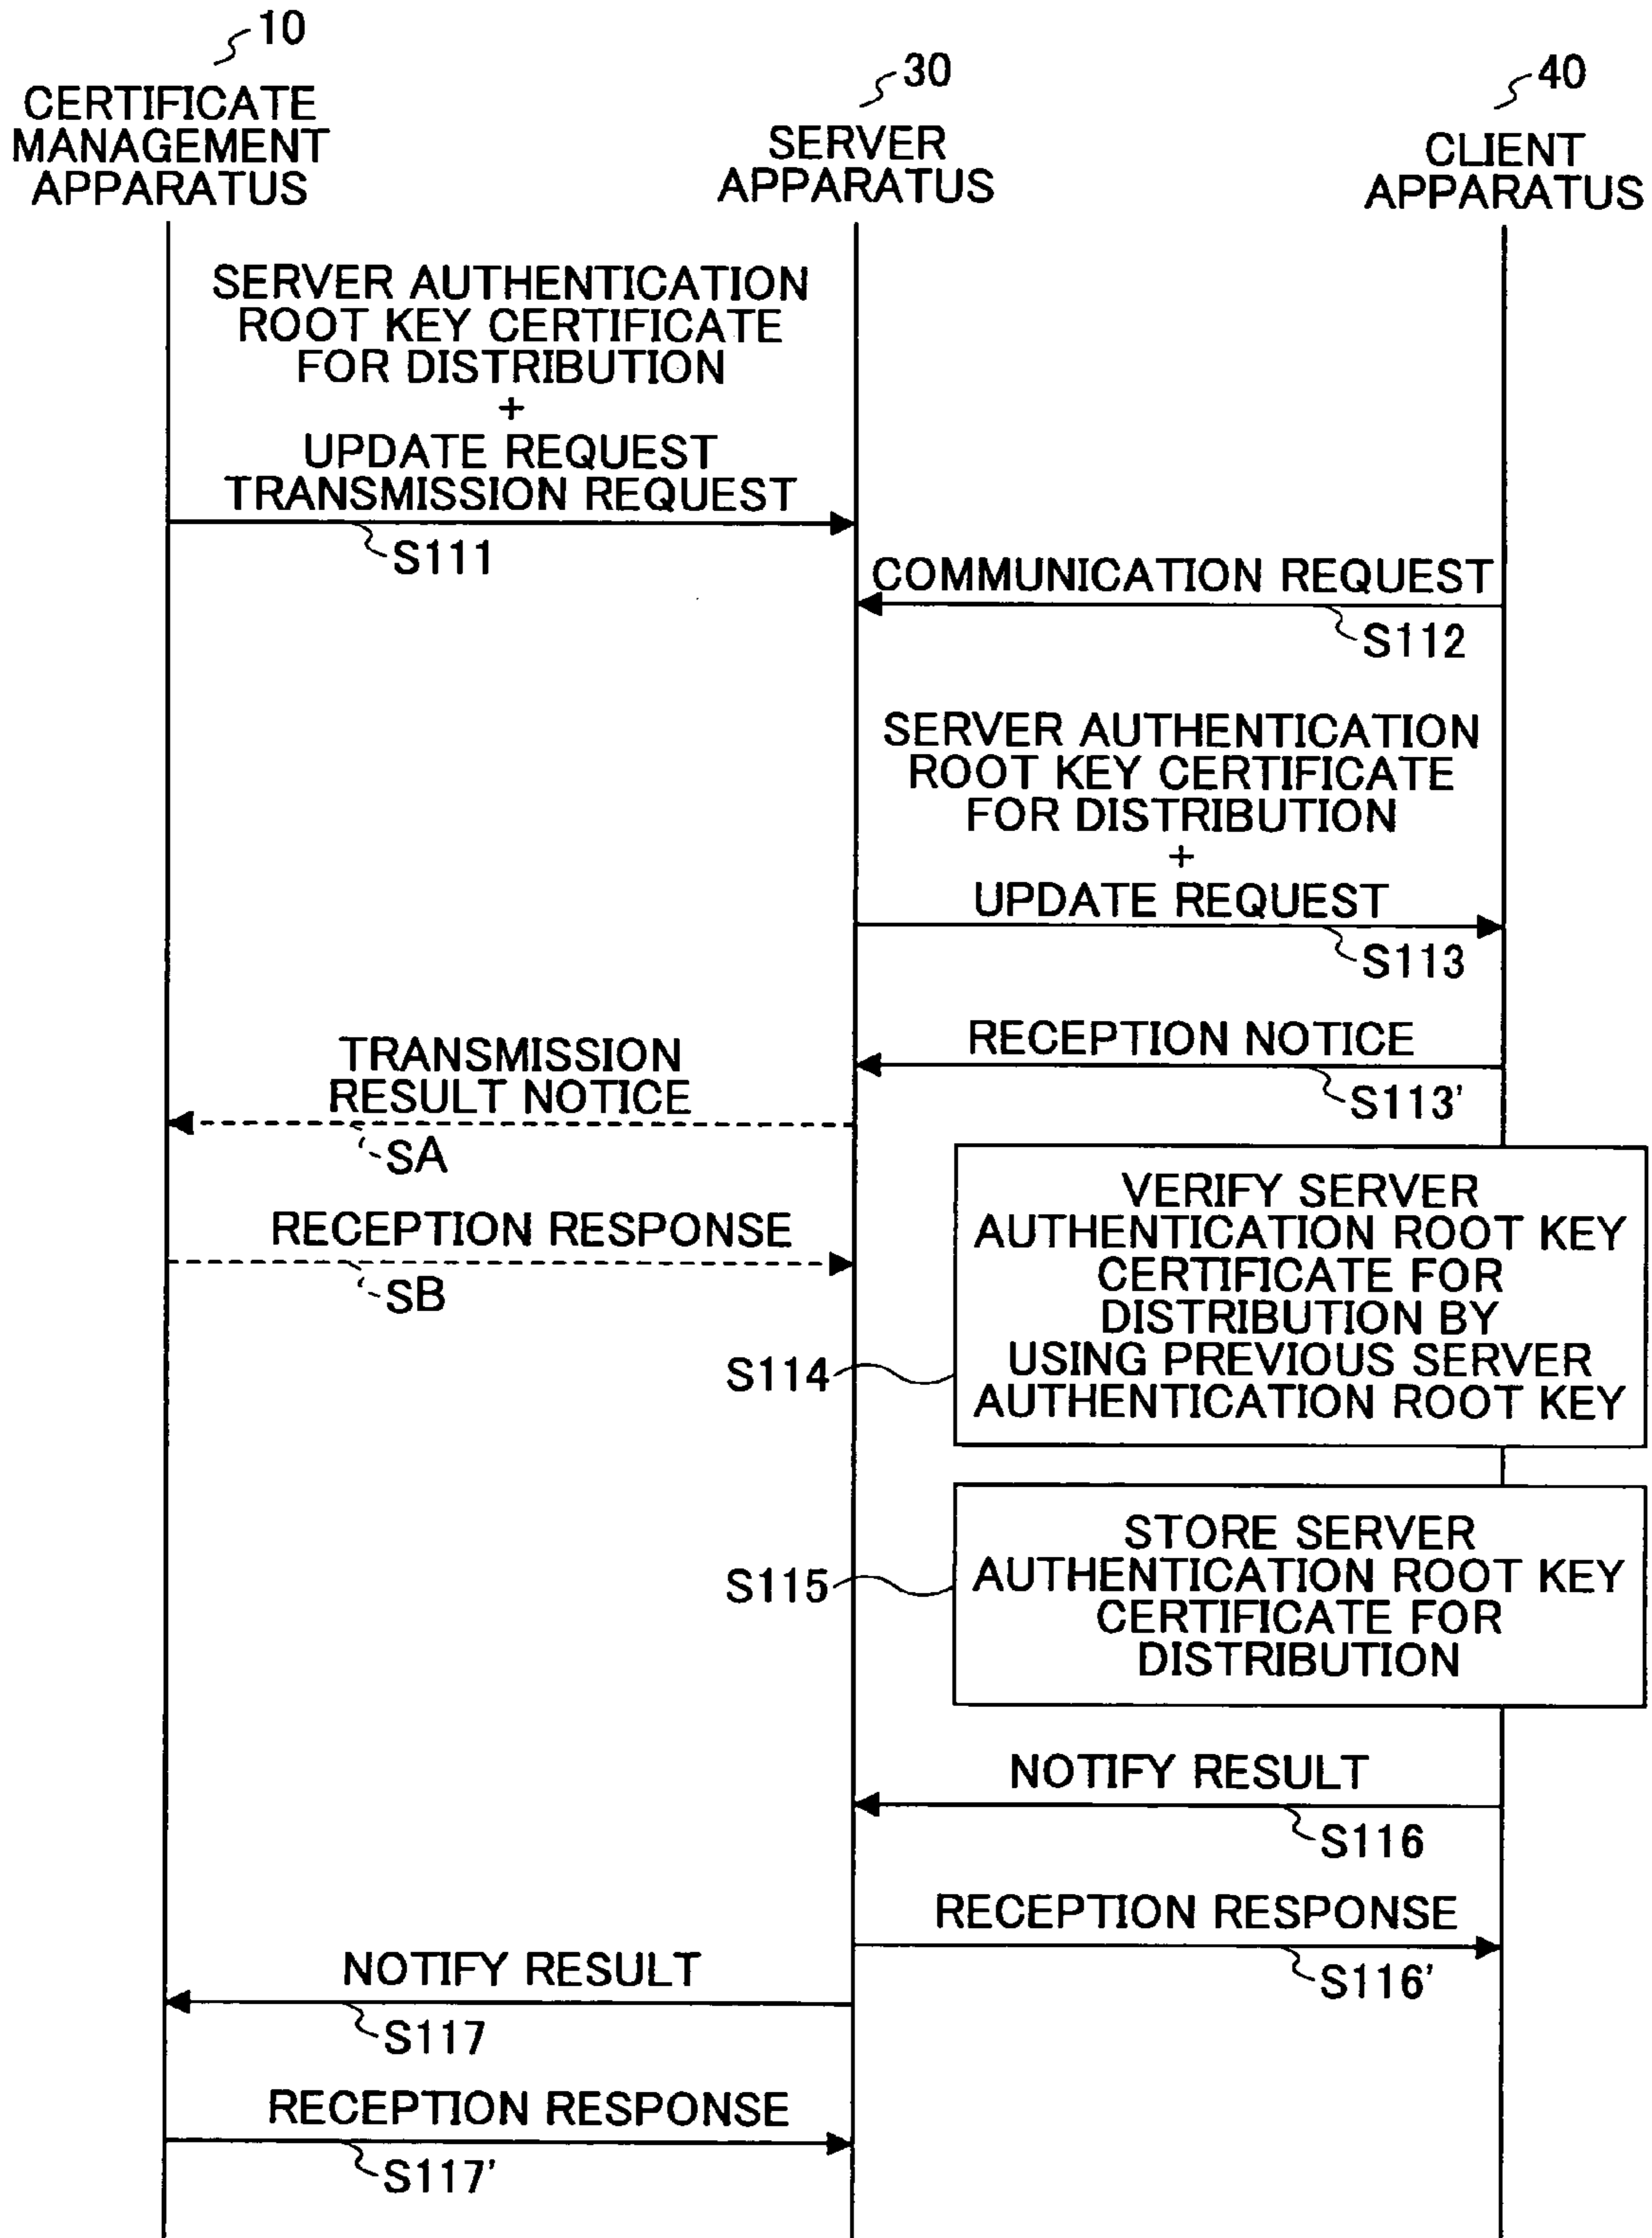 10
CERTIFICATE
MANAGEMENT
APPARATUS
30
SERVER
APPARATUS
40
CLIENT
APPARATUS
SERVER AUTHENTICATION
ROOT KEY CERTIFICATE
FOR DISTRIBUTION
+
UPDATE REQUEST
TRANSMISSION REQUEST
S111
COMMUNICATION REQUEST
S112
SERVER AUTHENTICATION
ROOT KEY CERTIFICATE
FOR DISTRIBUTION
+
UPDATE REQUEST
S113
RECEPTION NOTICE
S113'
TRANSMISSION
RESULT NOTICE
SA
RECEPTION RESPONSE
SB
VERIFY SERVER
AUTHENTICATION ROOT KEY
CERTIFICATE FOR
DISTRIBUTION BY
USING PREVIOUS SERVER
AUTHENTICATION ROOT KEY
S114
STORE SERVER
AUTHENTICATION ROOT KEY
CERTIFICATE FOR
DISTRIBUTION
S115
NOTIFY RESULT
S116
RECEPTION RESPONSE
S116'
NOTIFY RESULT
S117
RECEPTION RESPONSE
S117'